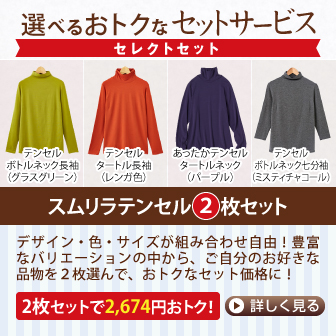 選べるおトクなセットサービス
セレクトセット
テンセル
ボトルネック長袖
（グラスグリーン）
テンセル
タートル長袖
（レンガ色）
あったかテンセル
タートルネック
（パープル）
テンセル
ボトルネック七分袖
（ミスティチャコール）
スムリラテンセル2枚セット
デザイン・色・サイズが組み合わせ自由！豊富
なバリエーションの中から、ご自分のお好きな
品物を２枚選んで、おトクなセット価格に！
2枚セットで2,674円おトク！
詳しく見る